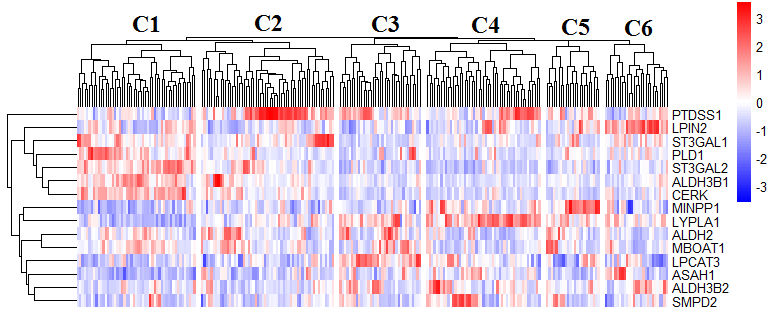 C1 C2 C3 C4 C5 C6
3
2
1
0
-1
-2
-3
PTDSS1
LPIN2
ST3GAL1
PLD1
ST3GAL2
ALDH3B1
CERK
MINPP1
LYPLA1
ALDH2
MBOAT1
LPCAT3
ASAH1
ALDH3B2
SMPD2